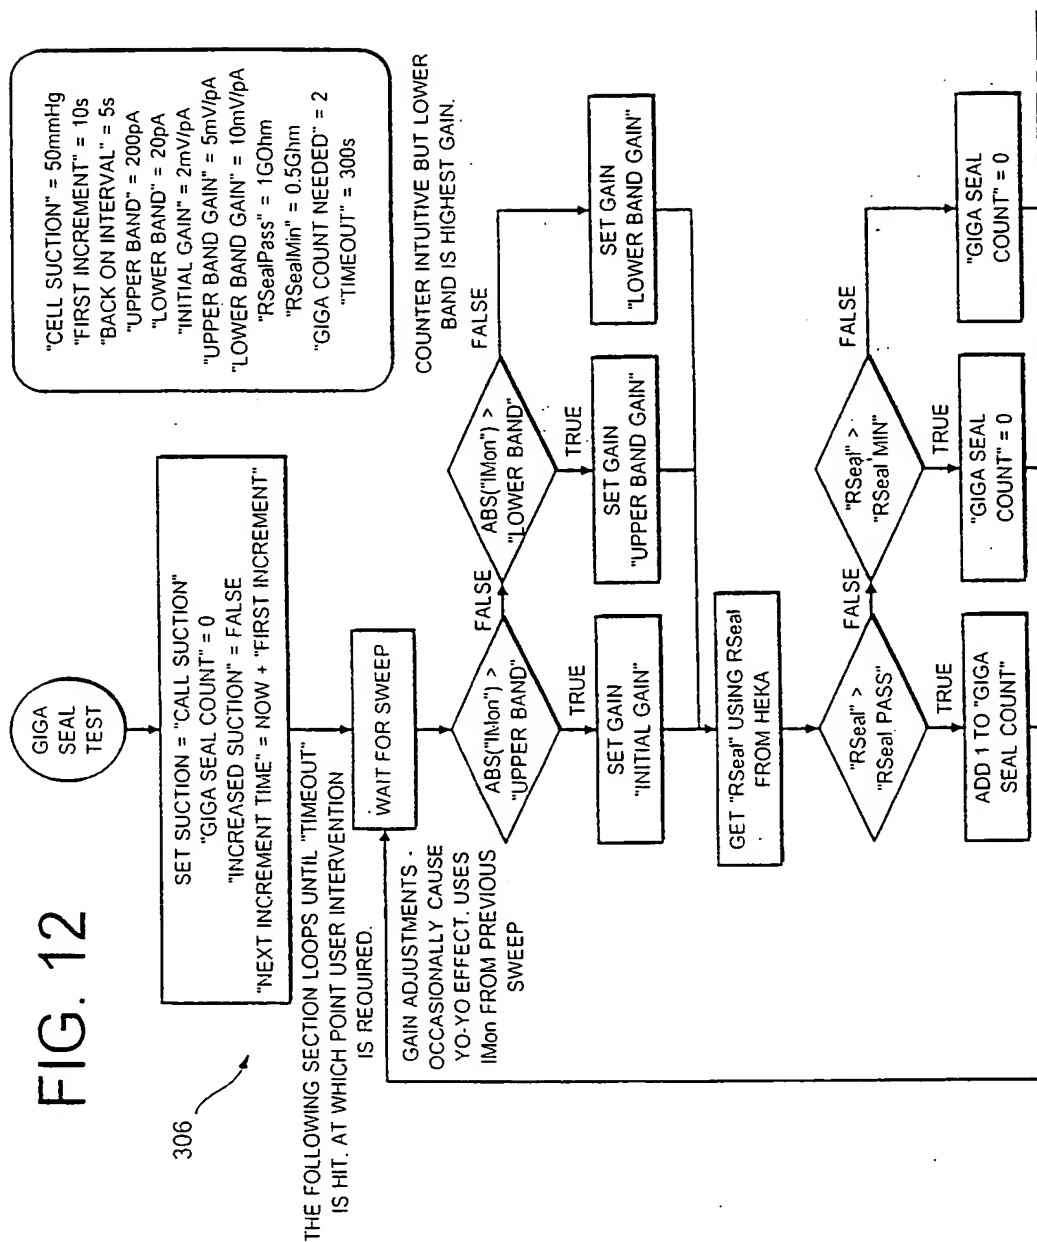 FIG. 12
306
GIGA
SEAL
TEST
"CELL SUCTION" = 50mmHg
"FIRST INCREMENT" = 10s
"BACK ON INTERVAL" = 5s
"UPPER BAND" = 200pA
"LOWER BAND" = 20pA
"INITIAL GAIN" = 2mV/pA
"UPPER BAND GAIN" = 5mV/pA
"LOWER BAND GAIN" = 10mV/pA
"RSealPass" = 1GOhm
"RSealMin" = 0.5Ghm
"GIGA COUNT NEEDED" = 2
"TIMEOUT" = 300s
SET SUCTION = "CALL SUCTION"
"GIGA SEAL COUNT" = 0
"INCREASED SUCTION" = FALSE
"NEXT INCREMENT TIME" = NOW + "FIRST INCREMENT"
THE FOLLOWING SECTION LOOPS UNTIL "TIMEOUT"
IS HIT. AT WHICH POINT USER INTERVENTION
IS REQUIRED.
WAIT FOR SWEEP
GAIN ADJUSTMENTS -
OCCASIONALLY CAUSE
YO-YO EFFECT. USES
IMon FROM PREVIOUS
SWEEP
ABS("IMon") >
"UPPER BAND"
FALSE
TRUE
ABS("IMon") >
"LOWER BAND"
FALSE
TRUE
COUNTER INTUITIVE BUT LOWER
BAND IS HIGHEST GAIN.
SET GAIN
"INITIAL GAIN"
SET GAIN
"UPPER BAND GAIN"
SET GAIN
"LOWER BAND GAIN"
GET "RSeal" USING RSeal
FROM HEKA
"RSeal" >
"RSeal PASS"
FALSE
TRUE
"RSeal" >
"RSeal MIN"
FALSE
TRUE
ADD 1 TO "GIGA
SEAL COUNT"
"GIGA SEAL
COUNT" = 0
"GIGA SEAL
COUNT" = 0